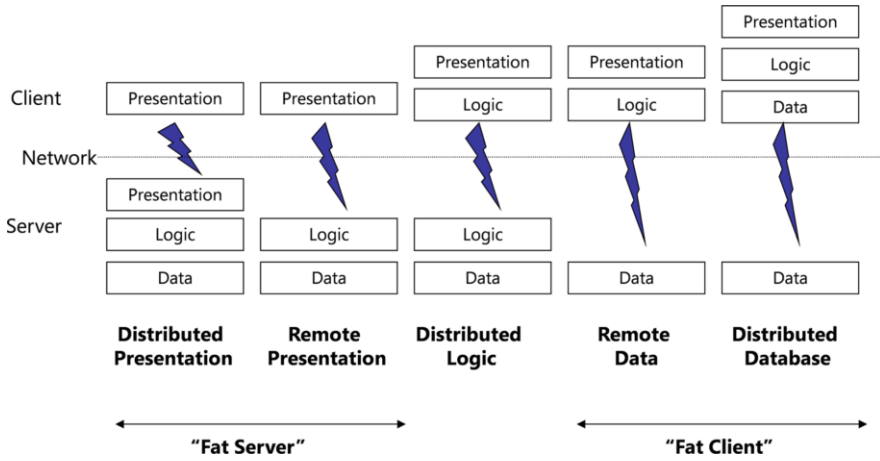 Presentation
Presentation Presentation Logic
Client Presentation Presentation Logic Logic Data
Network
Presentation
Server Logic Logic Logic
Data Data Data Data Data
Distributed Remote Distributed Remote Distributed
Presentation Presentation Logic Data Database
“Fat Server” “Fat Client”